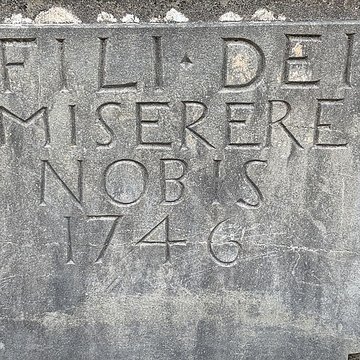 FILI · DEI
MISERERE
NOBIS
1746